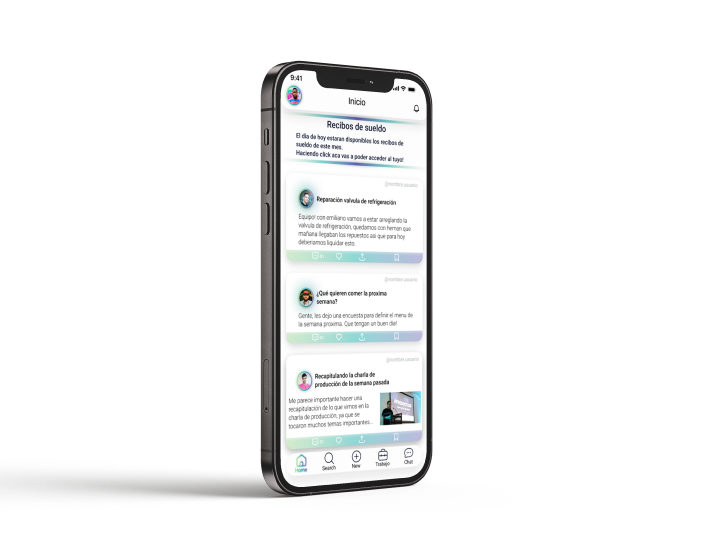 9:41
Inicio
Recibos de sueldo
El dia de hoy estaran disponibles los recibos de
sueldo de este mes.
Haciendo click aca vas a poder acceder al tuyo!
@nombre.usuario
Reparación valvula de refrigeración
Equipo! con emiliano vamos a estar arreglando la
valvula de refrigeración, quedamos con hernan que
mañana llegaban los repuestos asi que para hoy
deberiamos liquidar esto.
@nombre.usuario
¿Qué quieren comer la proxima
semana?
Gente, les dejo una encuesta para definir el menu de
la semana proxima. Que tengan un buen dia!
@nombre.usuario
Recapitulando la charla de
producción de la semana pasada
Me parece importante hacer una
recapitulación de lo que vimos en la
charla de producción, ya que se
tocaron muchos temas importantes...
Home
Search
New
Trabajo
Chat